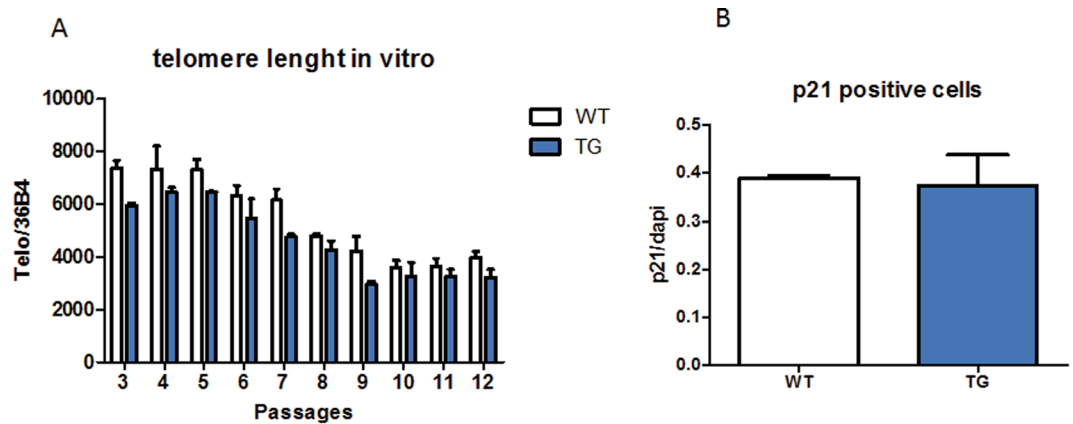 A
telomere lenght in vitro
10000
8000
6000
4000
2000
0
Telo/36B4
3 4 5 6 7 8 9 10 11 12
Passages
WT
TG
B
p21 positive cells
0.5
0.4
0.3
0.2
0.1
0.0
p21/dapi
WT TG